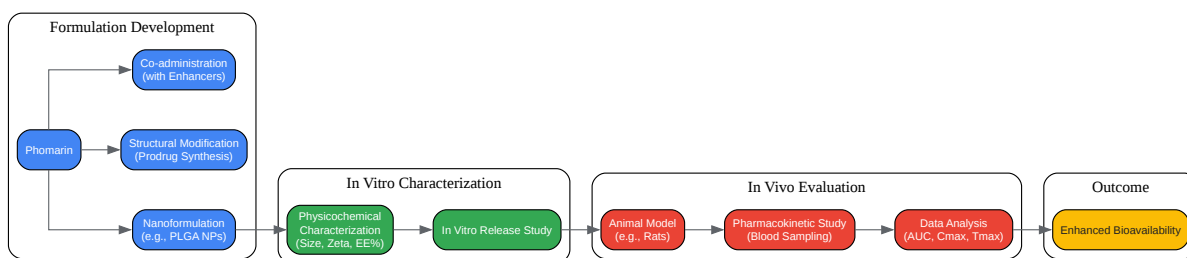 Formulation Development
Co-administration
(with Enhancers)
Phomarin
Structural Modification
(Prodrug Synthesis)
Nanoformulation
(e.g., PLGA NPs)
In Vitro Characterization
Physicochemical
Characterization
(Size, Zeta, EE%)
In Vitro Release Study
In Vivo Evaluation
Animal Model
(e.g., Rats)
Pharmacokinetic Study
(Blood Sampling)
Data Analysis
(AUC, Cmax, Tmax)
Outcome
Enhanced Bioavailability